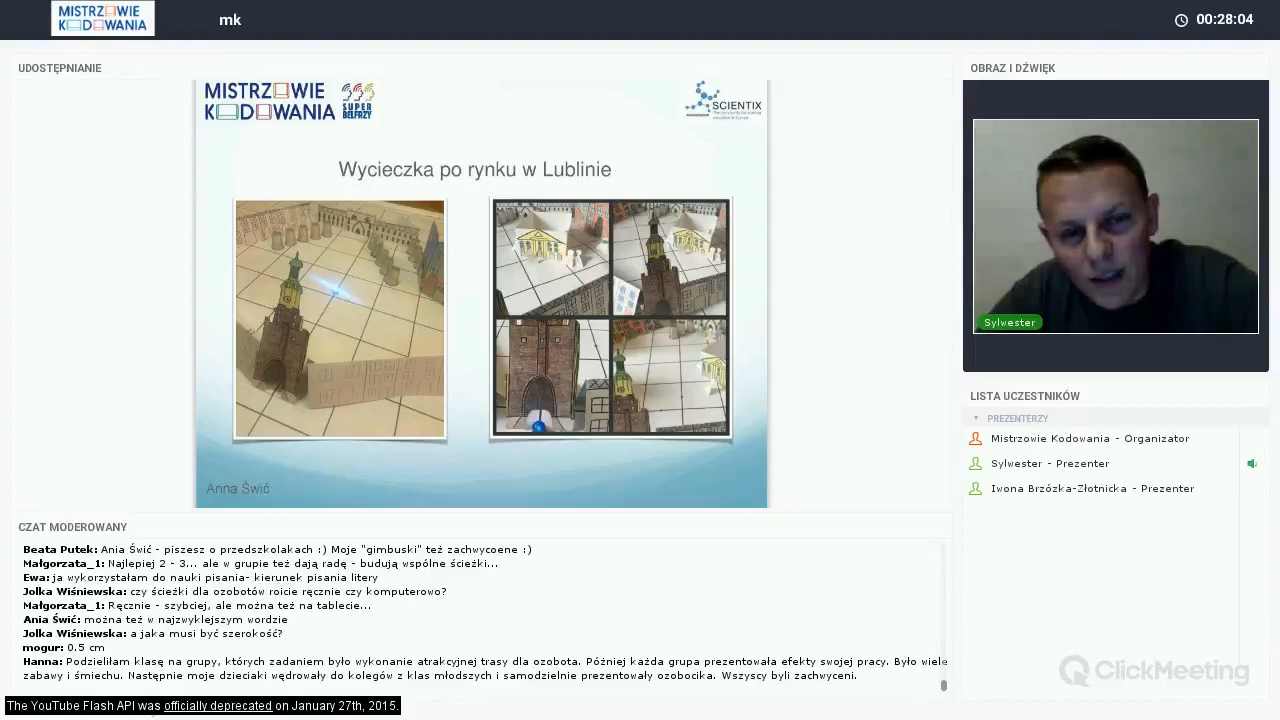 MISTRZOWIE
KODOWANIA
mk
00:28:04
UDOSTĘPNIANIE
MISTRZOWIE
KODOWANIA
SUPER
BELFRZY
SCIENTIX
Wycieczka po rynku w Lublinie
Anna Świć
OBRAZ I DŹWIĘK
Sylwester
LISTA UCZESTNIKÓW
PREZENTERZY
Mistrzowie Kodowania - Organizator
Sylwester - Prezenter
Iwona Brzózka-Złotnicka - Prezenter
CZAT MODEROWANY
Beata Putek: Ania Świć - piszesz o przedszkolakach :) Moje "gimbuski" też zachwycoene :)
Małgorzata_1: Najlepiej 2 - 3... ale w grupie też dają radę - budują wspólne ścieżki...
Ewa: ja wykorzystałam do nauki pisania- kierunek pisania litery
Jolka Wiśniewska: czy ścieżki dla ozobotów roicie ręcznie czy komputerowo?
Małgorzata_1: Ręcznie - szybciej, ale można też na tablecie...
Ania Świć: można też w najzwyklejszym wordzie
Jolka Wiśniewska: a jaka musi być szerokość?
mogur: 0,5 cm
Hanna: Podzieliłam klasę na grupy, których zadaniem było wykonanie atrakcyjnej trasy dla ozobota. Później każda grupa prezentowała efekty swojej pracy. Było wiele
zabawy i śmiechu. Następnie moje dzieciaki wędrowały do kolegów z klas młodszych i samodzielnie prezentowały ozobocika. Wszyscy byli zachwyceni.
ClickMeeting
The YouTube Flash API was officially deprecated on January 27th, 2015.